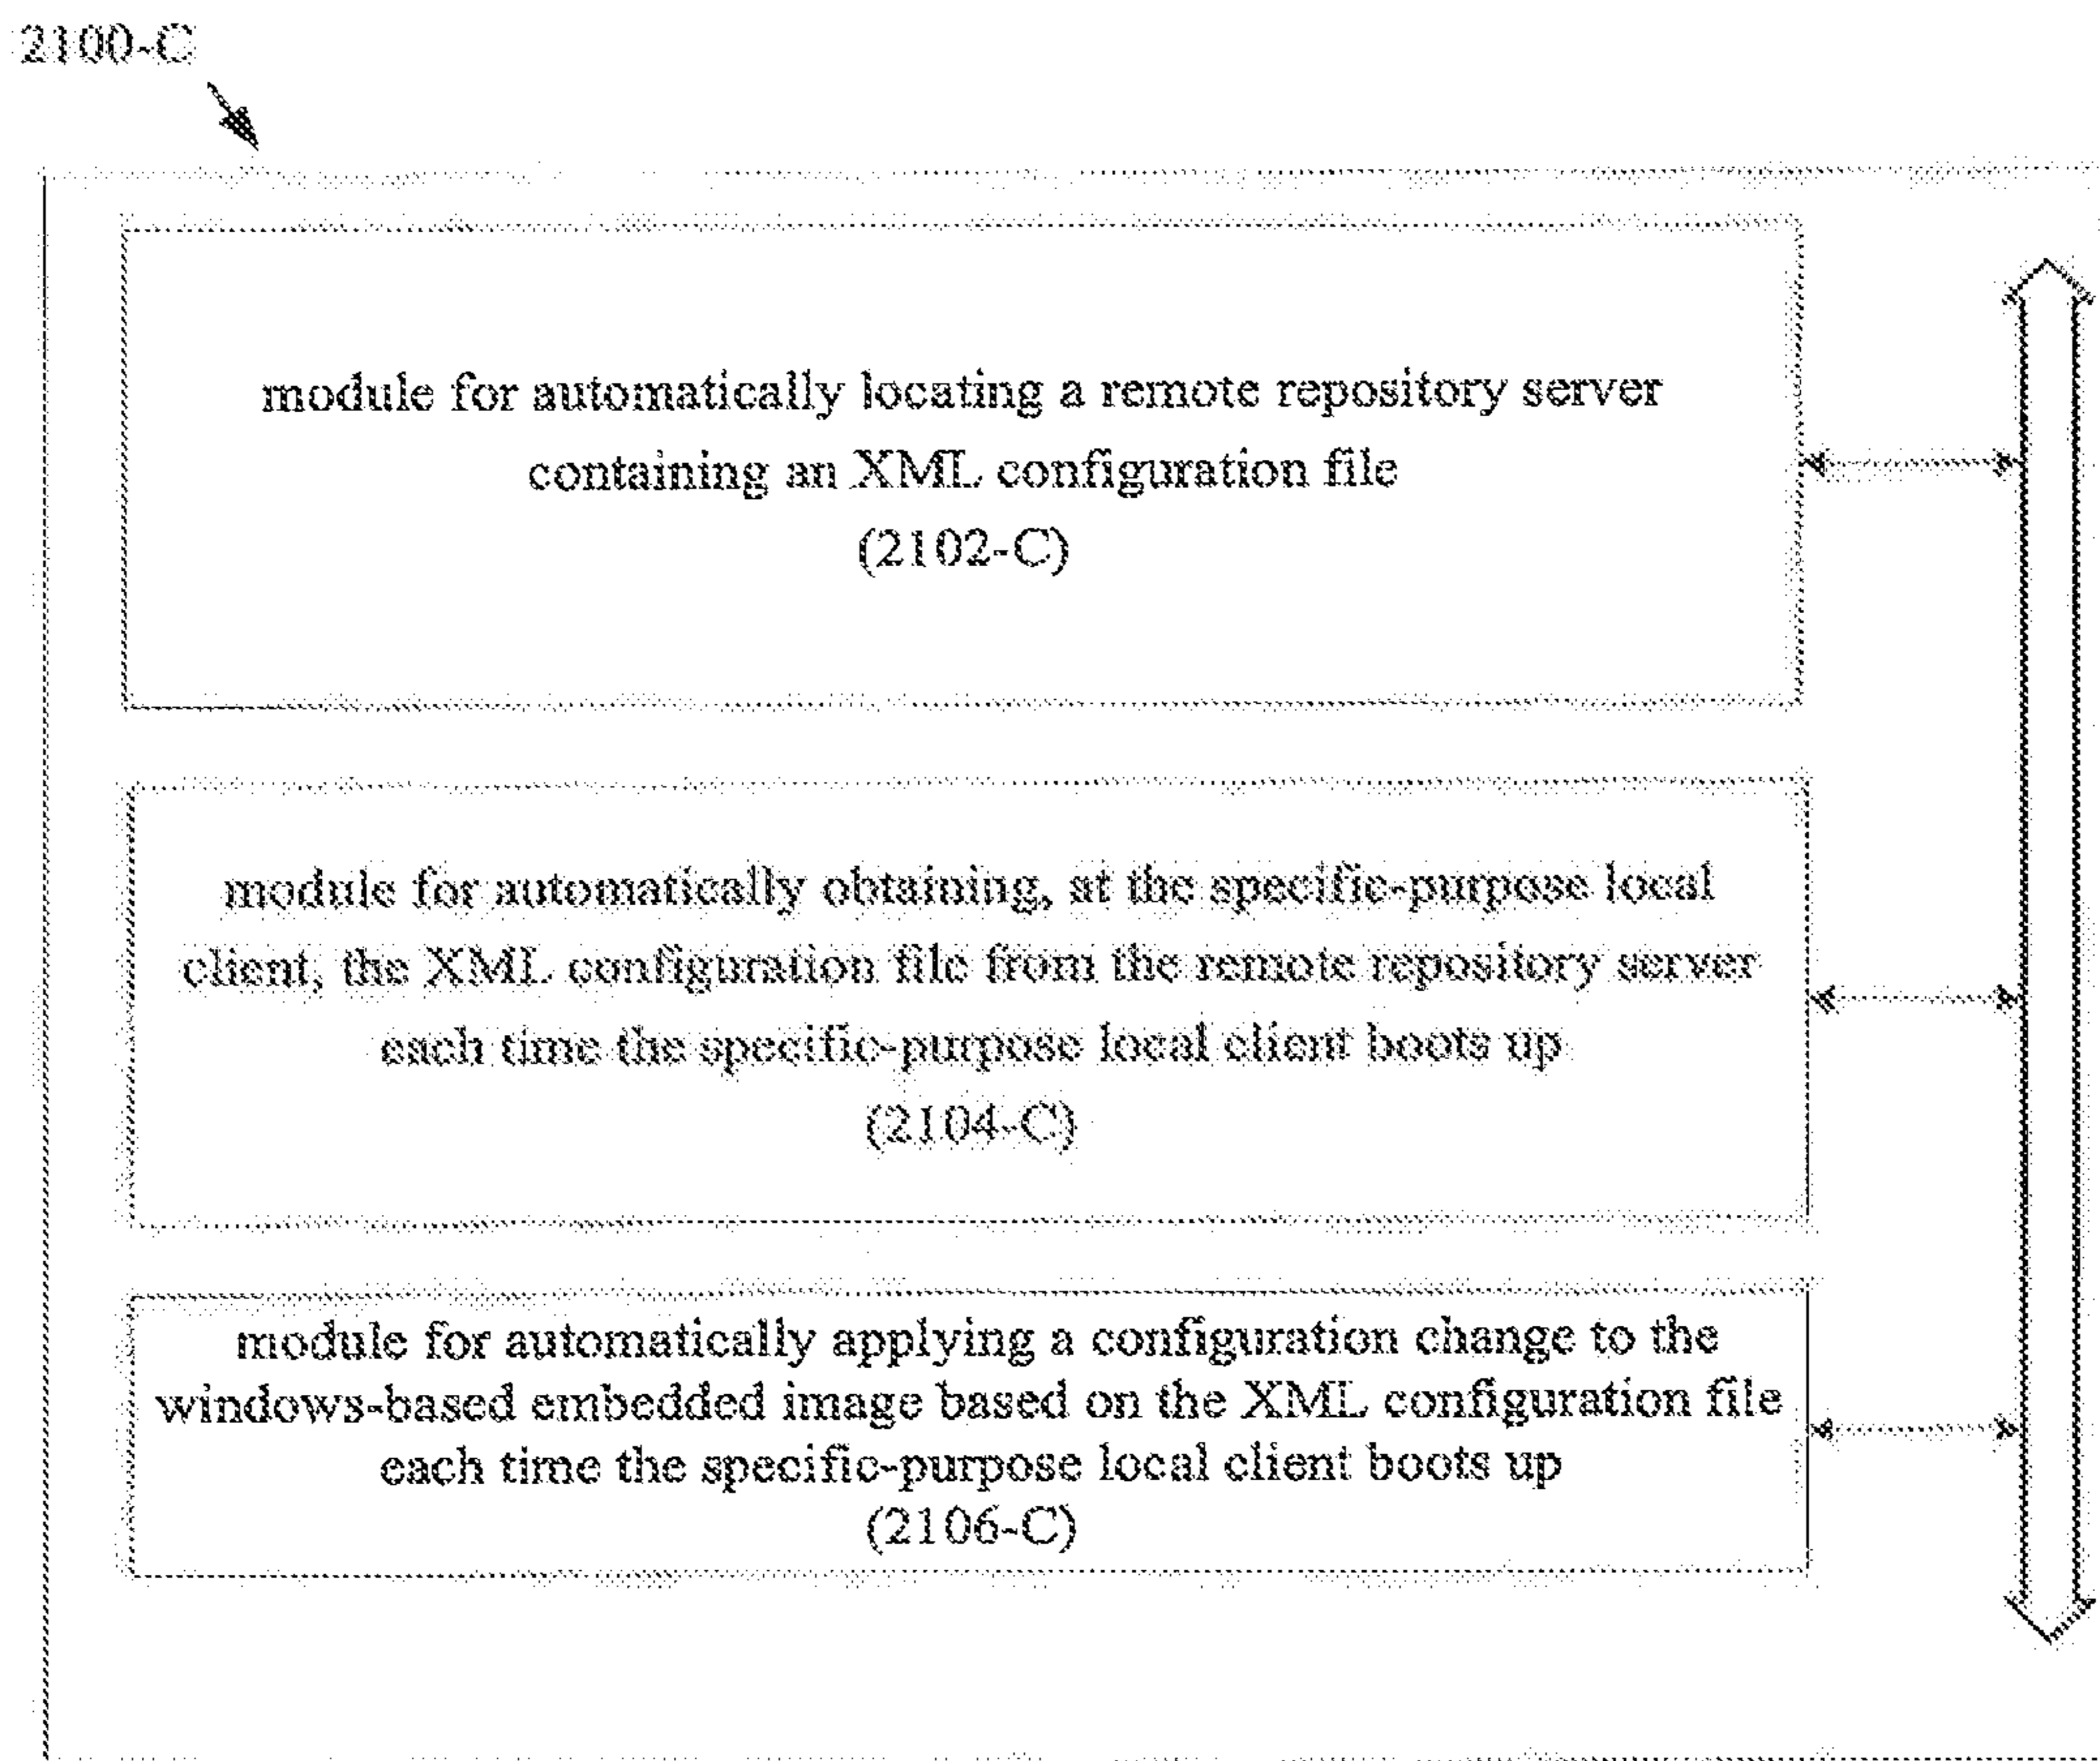 2100-C
module for automatically locating a remote repository server
containing an XML configuration file
(2102-C)
module for automatically obtaining, at the specific-purpose local
client, the XML configuration file from the remote repository server
each time the specific-purpose local client boots up
(2104-C)
module for automatically applying a configuration change to the
windows-based embedded image based on the XML configuration file
each time the specific-purpose local client boots up
(2106-C)